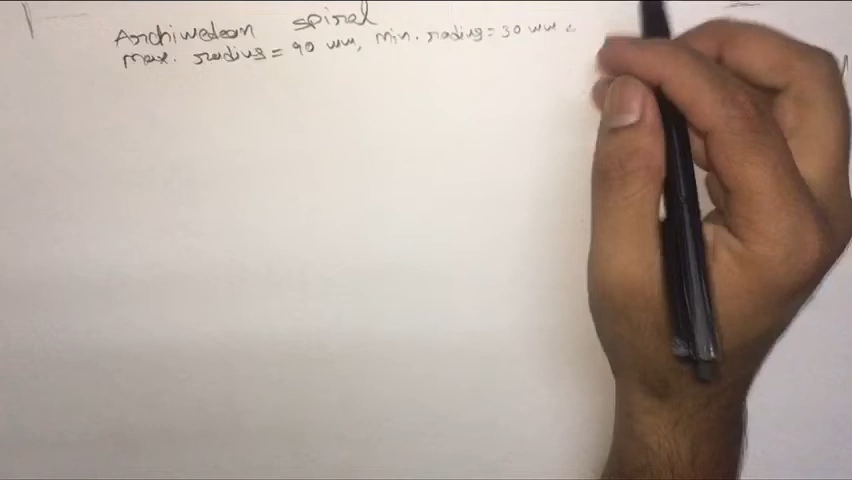 Archimedean spiral
max. radius = 90 mm, min. radius = 30 mm